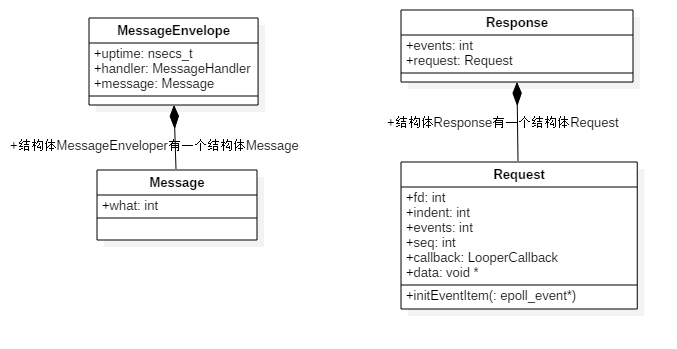 MessageEnvelope
+uptime: nsecs_t
+handler: MessageHandler
+message: Message
+结构体MessageEnveloper有一个结构体Message
Message
+what: int
Response
+events: int
+request: Request
+结构体Response有一个结构体Request
Request
+fd: int
+indent: int
+events: int
+seq: int
+callback: LooperCallback
+data: void *
+initEventItem(: epoll_event*)